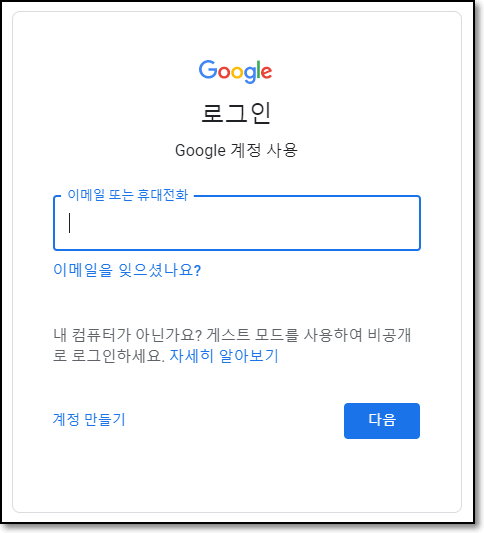 Google
로그인
Google 계정 사용
이메일 또는 휴대전화
이메일을 잊으셨나요?
내 컴퓨터가 아닌가요? 게스트 모드를 사용하여 비공개
로 로그인하세요. 자세히 알아보기
계정 만들기
다음